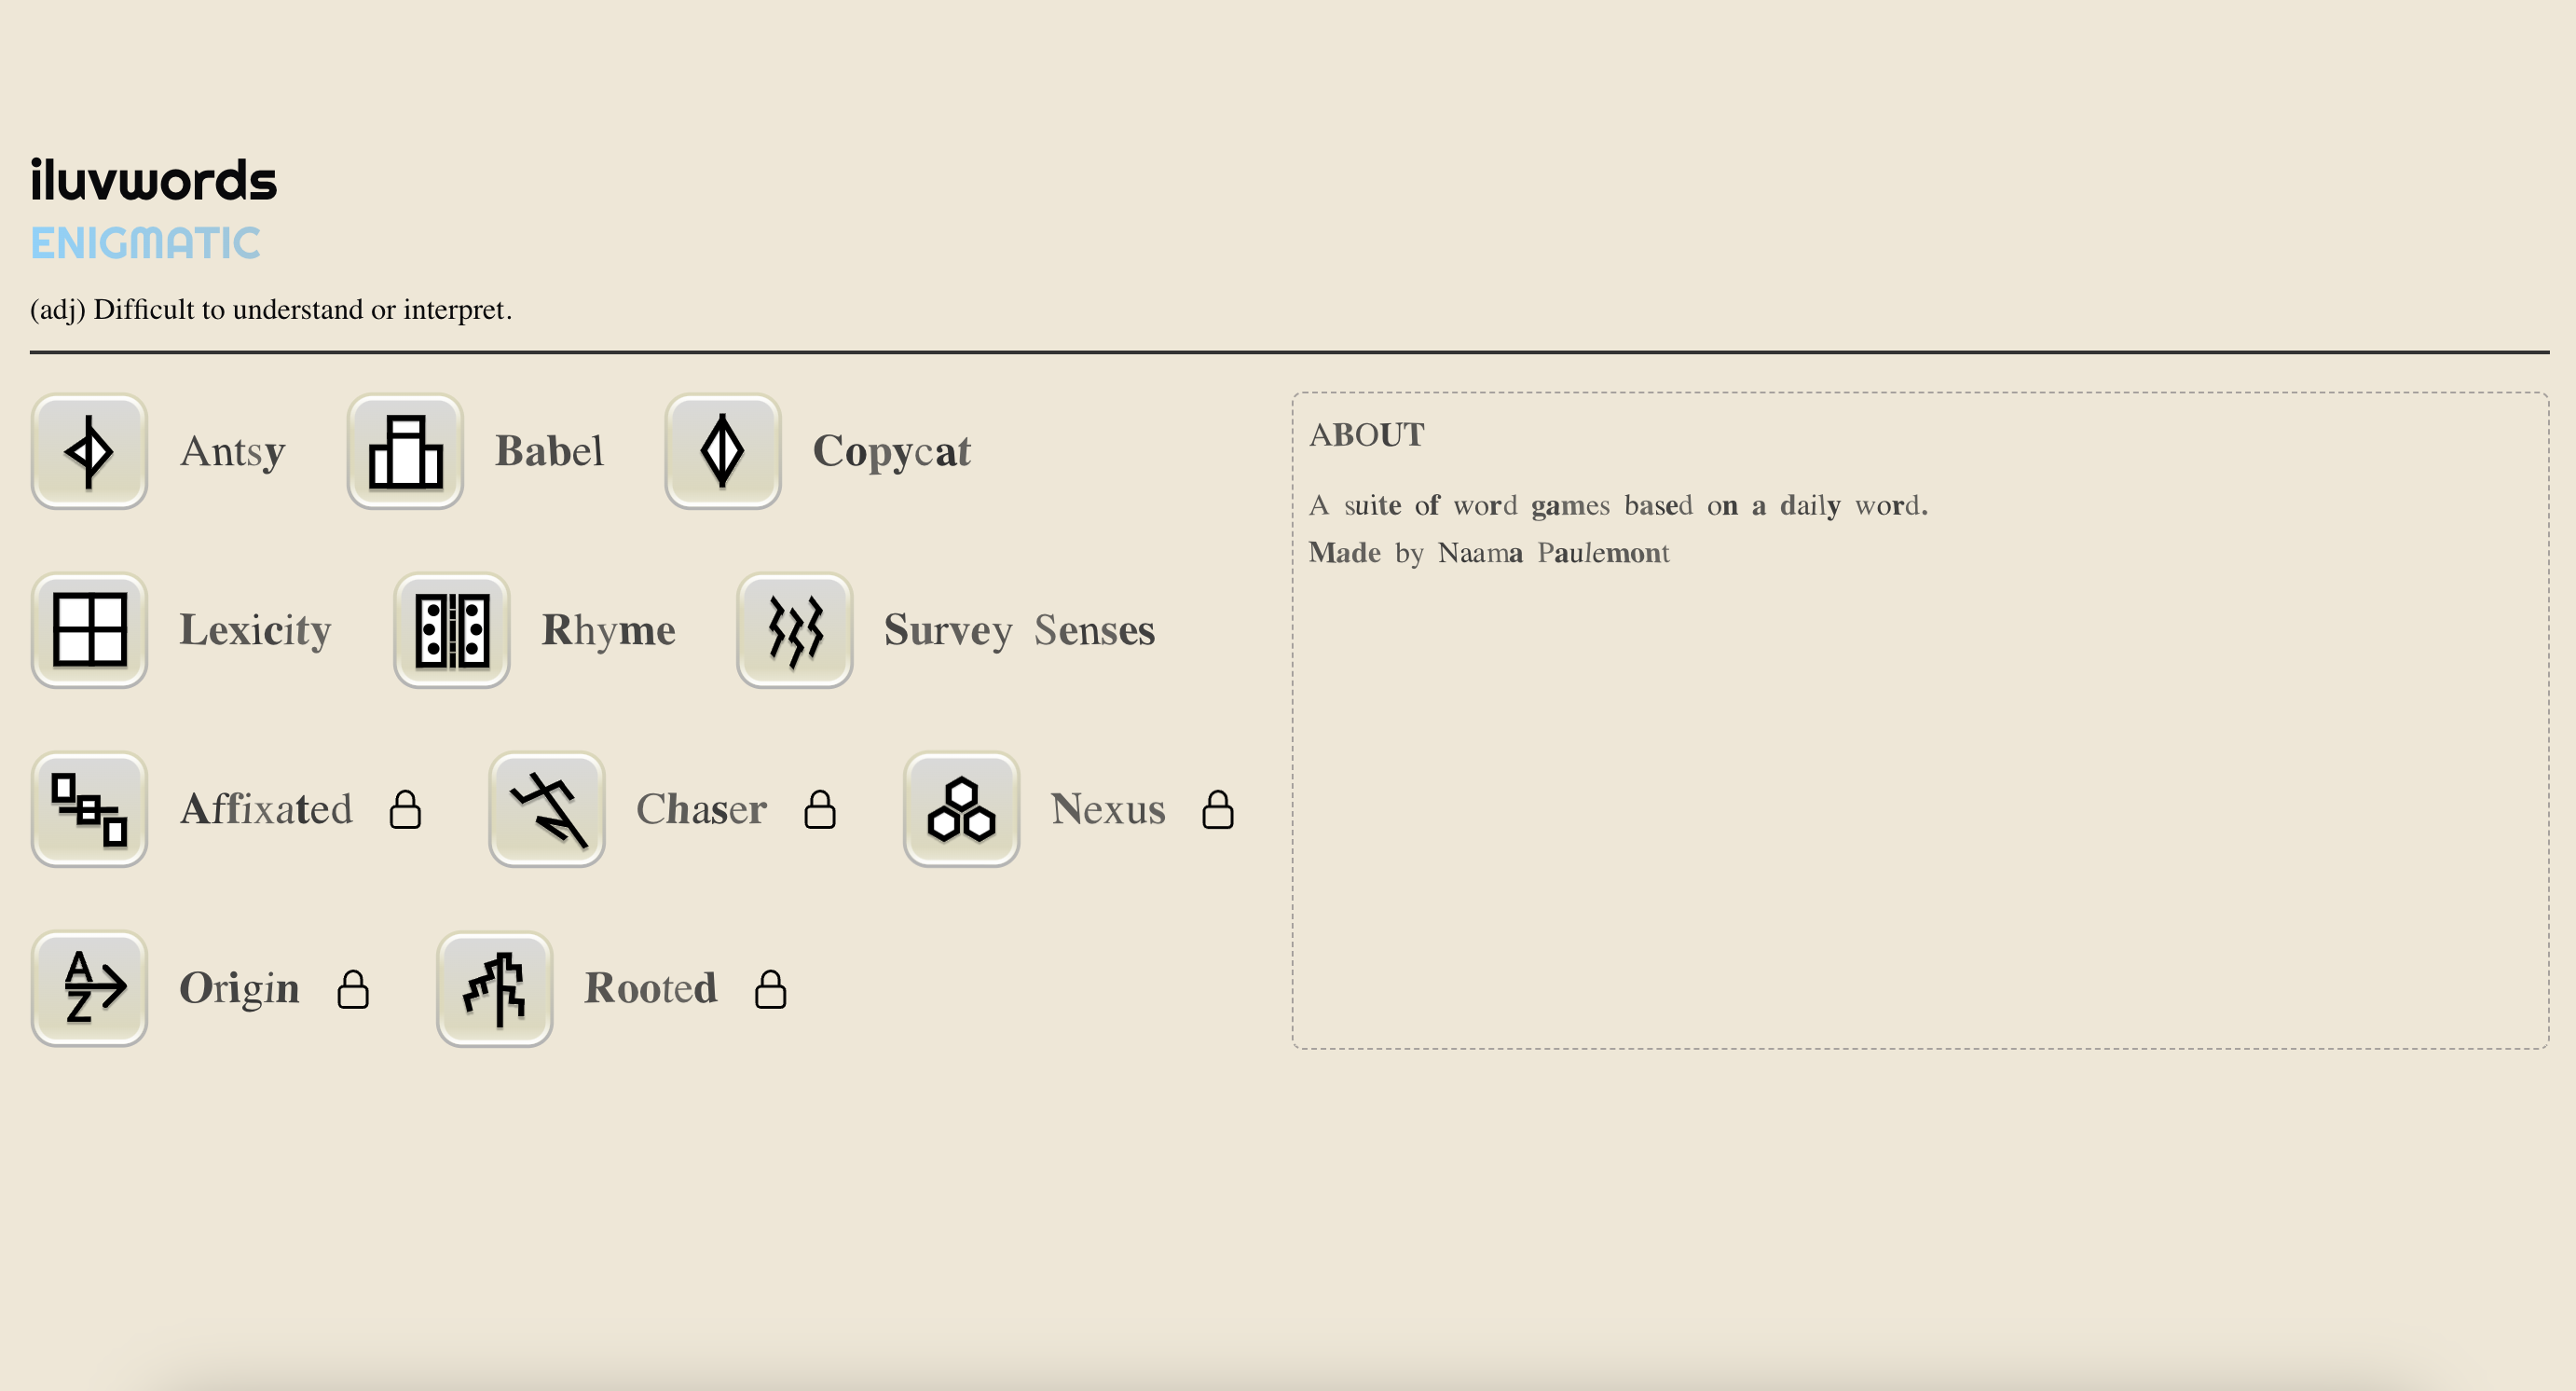 iluvwords
ENIGMATIC
(adj) Difficult to understand or interpret.
Antsy Babel Copycat
Lexicity Rhyme Survey Senses
Affixated Chaser Nexus
A Z Origin Rooted
ABOUT
A suite of word games based on a daily word.
Made by Naama Paulemont